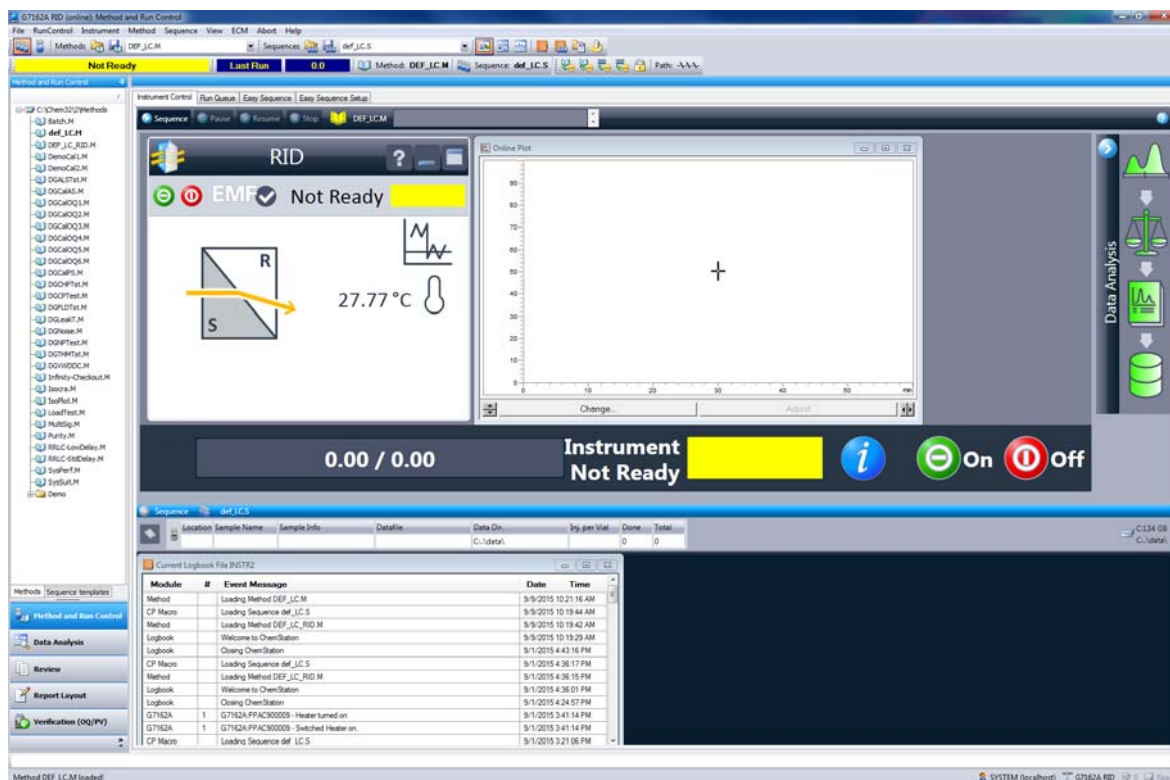 G7162A RID (online): Method and Run Control
File RunControl Instrument Method Sequence View ECM Abort Help
Methods DEF_LC.M Sequences def_LC.S
Not Ready Last Run 0.0 Method: DEF_LC.M Sequence: def_LC.S Path:
Method and Run Control
Instrument Control Run Queue Easy Sequence Easy Sequence Setup
Sequence Pause Resume Stop DEF_LC.M
C:\Chem32\2\Methods
Batch.M
def_LC.M
DEF_LC_RID.M
DemoCal1.M
DemoCal2.M
DGALSTst.M
DGCalAS.M
DGCalOQ1.M
DGCalOQ2.M
DGCalOQ3.M
DGCalOQ4.M
DGCalOQ5.M
DGCalOQ6.M
DGCalPS.M
DGCHPTst.M
DGCPTest.M
DGFLDTst.M
DGLeakT.M
DGNoise.M
DGNPTest.M
DGTHMTst.M
DGVWDDC.M
Infinity-Checkout.M
Isocra.M
IsoPlot.M
LoadTest.M
MultiSig.M
Purity.M
RRLC-LowDelay.M
RRLC-StdDelay.M
SysPerf.M
SysSuit.M
Demo
RID ?
EMF Not Ready
R
S
27.77 °C
Online Plot
90
80
70
60
50
40
30
20
10
0
0 10 20 30 40 50 min
Change... Adjust
Data Analysis
0.00 / 0.00
Instrument
Not Ready
i
On
Off
Sequence def_LC.S
Location Sample Name Sample Info Datafile Data Dir. Inj. per Vial Done Total
C:\data\ 0 0
C:134 GB
C:\data\
Current Logbook File INSTR2
Module # Event Message Date Time
Method Loading Method DEF_LC.M 9/9/2015 10:21:16 AM
CP Macro Loading Sequence def_LC.S 9/9/2015 10:19:44 AM
Method Loading Method DEF_LC_RID.M 9/9/2015 10:19:42 AM
Logbook Welcome to ChemStation 9/9/2015 10:19:29 AM
Logbook Closing ChemStation 9/1/2015 4:43:16 PM
CP Macro Loading Sequence def_LC.S 9/1/2015 4:36:17 PM
Method Loading Method DEF_LC_RID.M 9/1/2015 4:36:15 PM
Logbook Welcome to ChemStation 9/1/2015 4:36:01 PM
Logbook Closing ChemStation 9/1/2015 4:24:57 PM
G7162A 1 G7162A:PPAC900009 - Heater turned on 9/1/2015 3:41:14 PM
G7162A 1 G7162A:PPAC900009 - Switched Heater on. 9/1/2015 3:41:14 PM
CP Macro Loading Sequence def_LC.S 9/1/2015 3:21:06 PM
Methods Sequence templates
Method and Run Control
Data Analysis
Review
Report Layout
Verification (OQ/PV)
Method DEF_LC.M loaded! SYSTEM (localhost) G7162A RID